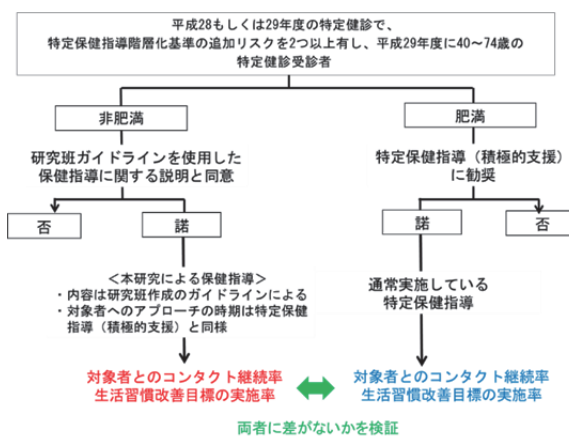 平成28もしくは29年度の特定健診で、
特定保健指導階層化基準の追加リスクを2つ以上有し、平成29年度に40〜74歳の
特定健診受診者
非肥満
肥満
研究班ガイドラインを使用した
保健指導に関する説明と同意
特定保健指導（積極的支援）
に勧奨
否
諾
諾
否
＜本研究による保健指導＞
・内容は研究班作成のガイドラインによる
・対象者へのアプローチの時期は特定保健
指導（積極的支援）と同様
通常実施している
特定保健指導
対象者とのコンタクト継続率
生活習慣改善目標の実施率
対象者とのコンタクト継続率
生活習慣改善目標の実施率
両者に差がないかを検証